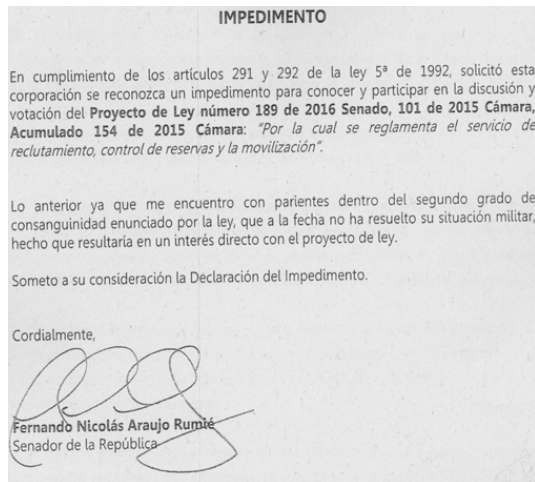 IMPEDIMENTO
En cumplimiento de los artículos 291 y 292 de la ley 5ª de 1992, solicitó esta
corporación se reconozca un impedimento para conocer y participar en la discusión y
votación del Proyecto de Ley número 189 de 2016 Senado, 101 de 2015 Cámara,
Acumulado 154 de 2015 Cámara: "Por la cual se reglamenta el servicio de
reclutamiento, control de reservas y la movilización".
Lo anterior ya que me encuentro con parientes dentro del segundo grado de
consanguinidad enunciado por la ley, que a la fecha no ha resuelto su situación militar,
hecho que resultaría en un interés directo con el proyecto de ley.
Someto a su consideración la Declaración del Impedimento.
Cordialmente,
Fernando Nicolás Araujo Rumié
Senador de la República